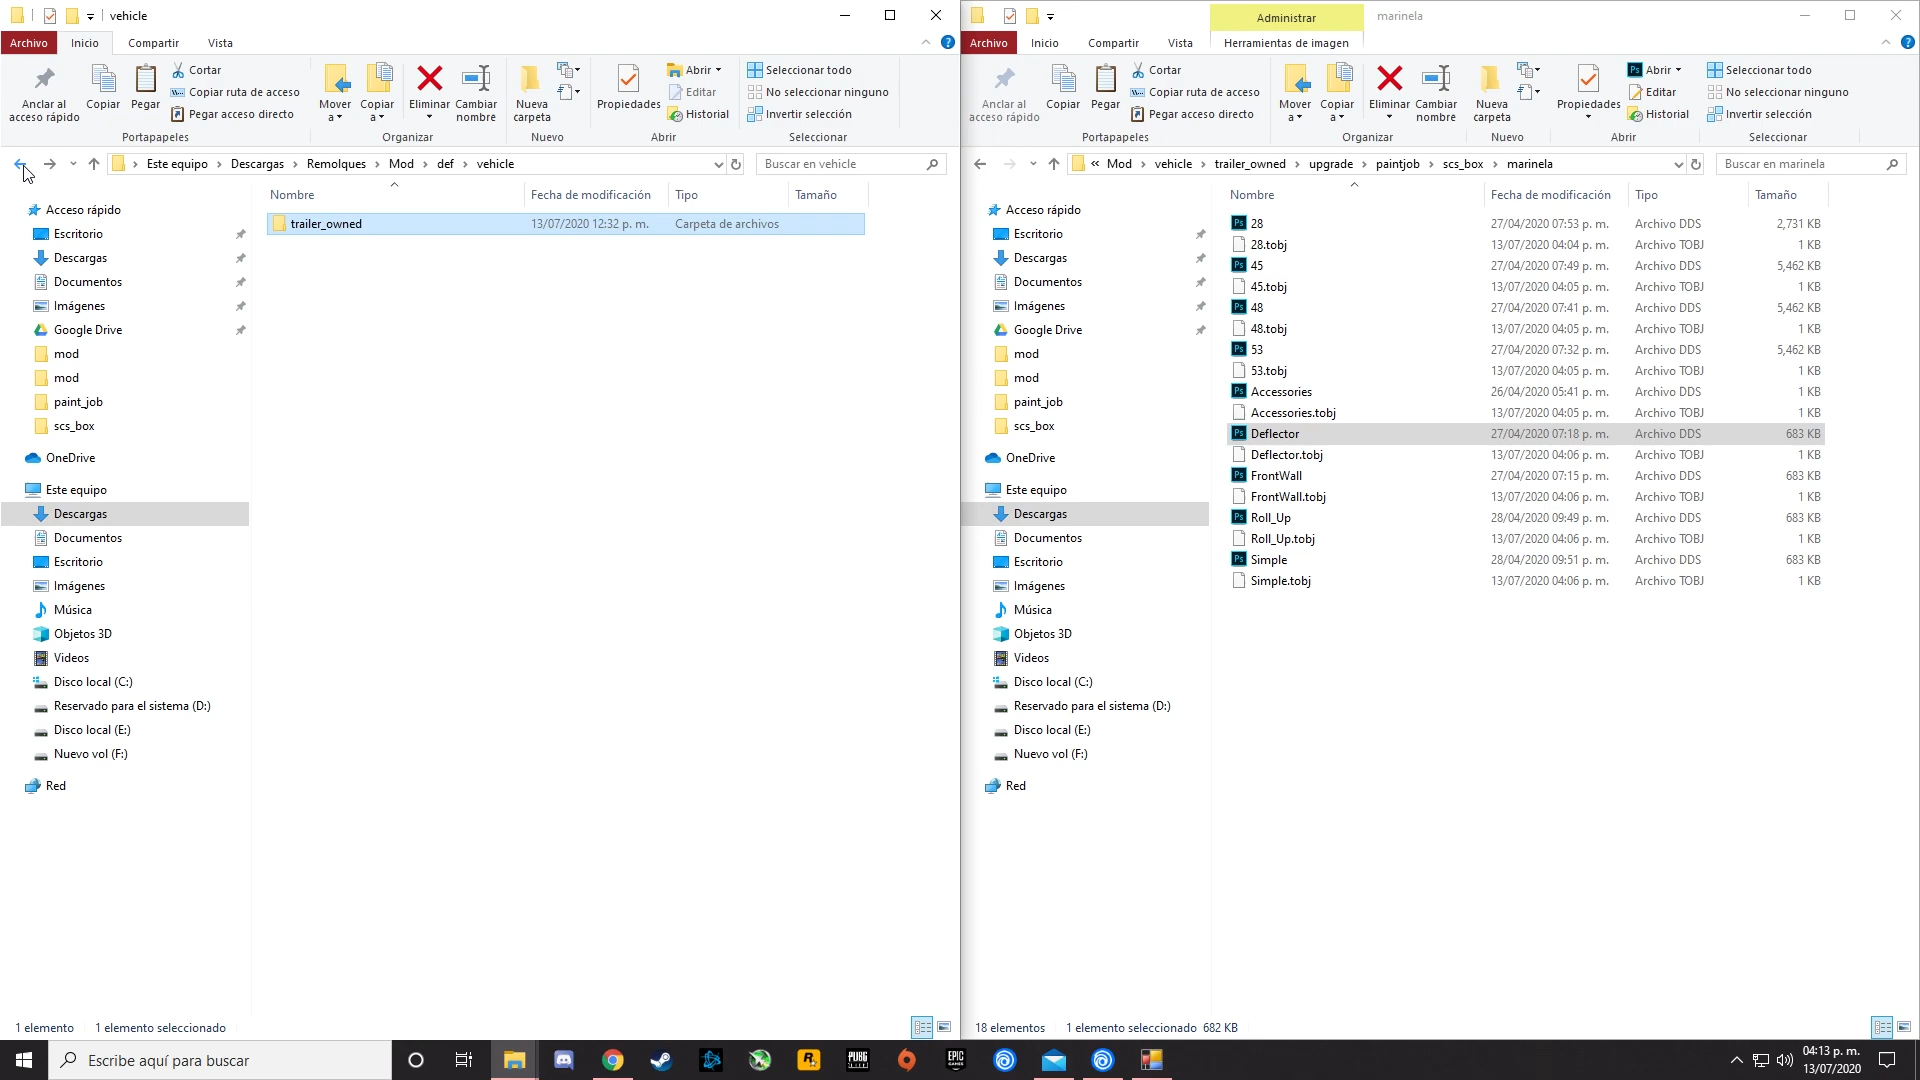 vehicle
Archivo Inicio Compartir Vista
Anclar al acceso rápido
Copiar
Pegar
Cortar
Copiar ruta de acceso
Pegar acceso directo
Portapapeles
Mover a
Copiar a
Eliminar
Cambiar nombre
Organizar
Nueva carpeta
Nuevo
Propiedades
Abrir
Editar
Historial
Abrir
Seleccionar todo
No seleccionar ninguno
Invertir selección
Seleccionar
Este equipo > Descargas > Remolques > Mod > def > vehicle
Buscar en vehicle
Nombre Fecha de modificación Tipo Tamaño
trailer_owned 13/07/2020 12:32 p. m. Carpeta de archivos
Acceso rápido
Escritorio
Descargas
Documentos
Imágenes
Google Drive
mod
mod
paint_job
scs_box
OneDrive
Este equipo
Descargas
Documentos
Escritorio
Imágenes
Música
Objetos 3D
Videos
Disco local (C:)
Reservado para el sistema (D:)
Disco local (E:)
Nuevo vol (F:)
Red
1 elemento 1 elemento seleccionado
Administrar
marinela
Archivo Inicio Compartir Vista Herramientas de imagen
Anclar al acceso rápido
Copiar
Pegar
Cortar
Copiar ruta de acceso
Pegar acceso directo
Portapapeles
Mover a
Copiar a
Eliminar
Cambiar nombre
Organizar
Nueva carpeta
Nuevo
Propiedades
Ps Abrir
Editar
Historial
Abrir
Seleccionar todo
No seleccionar ninguno
Invertir selección
Seleccionar
« Mod > vehicle > trailer_owned > upgrade > paintjob > scs_box > marinela
Buscar en marinela
Nombre Fecha de modificación Tipo Tamaño
Ps 28 27/04/2020 07:53 p. m. Archivo DDS 2,731 KB
28.tobj 13/07/2020 04:04 p. m. Archivo TOBJ 1 KB
Ps 45 27/04/2020 07:49 p. m. Archivo DDS 5,462 KB
45.tobj 13/07/2020 04:05 p. m. Archivo TOBJ 1 KB
Ps 48 27/04/2020 07:41 p. m. Archivo DDS 5,462 KB
48.tobj 13/07/2020 04:05 p. m. Archivo TOBJ 1 KB
Ps 53 27/04/2020 07:32 p. m. Archivo DDS 5,462 KB
53.tobj 13/07/2020 04:05 p. m. Archivo TOBJ 1 KB
Ps Accessories 26/04/2020 05:41 p. m. Archivo DDS 1 KB
Accessories.tobj 13/07/2020 04:05 p. m. Archivo TOBJ 1 KB
Ps Deflector 27/04/2020 07:18 p. m. Archivo DDS 683 KB
Deflector.tobj 13/07/2020 04:06 p. m. Archivo TOBJ 1 KB
Ps FrontWall 27/04/2020 07:15 p. m. Archivo DDS 683 KB
FrontWall.tobj 13/07/2020 04:06 p. m. Archivo TOBJ 1 KB
Ps Roll_Up 28/04/2020 09:49 p. m. Archivo DDS 683 KB
Roll_Up.tobj 13/07/2020 04:06 p. m. Archivo TOBJ 1 KB
Ps Simple 28/04/2020 09:51 p. m. Archivo DDS 683 KB
Simple.tobj 13/07/2020 04:06 p. m. Archivo TOBJ 1 KB
Acceso rápido
Escritorio
Descargas
Documentos
Imágenes
Google Drive
mod
mod
paint_job
scs_box
OneDrive
Este equipo
Descargas
Documentos
Escritorio
Imágenes
Música
Objetos 3D
Videos
Disco local (C:)
Reservado para el sistema (D:)
Disco local (E:)
Nuevo vol (F:)
Red
18 elementos 1 elemento seleccionado 682 KB
Escribe aquí para buscar
PUBG
EPIC GAMES
04:13 p. m.
13/07/2020